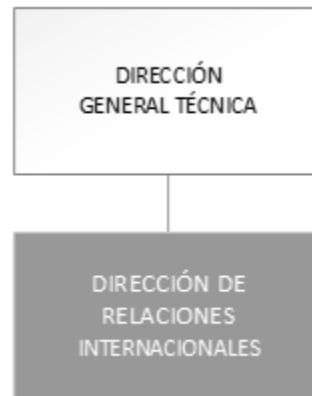 DIRECCIÓN
GENERAL TÉCNICA
DIRECCIÓN DE
RELACIONES
INTERNACIONALES